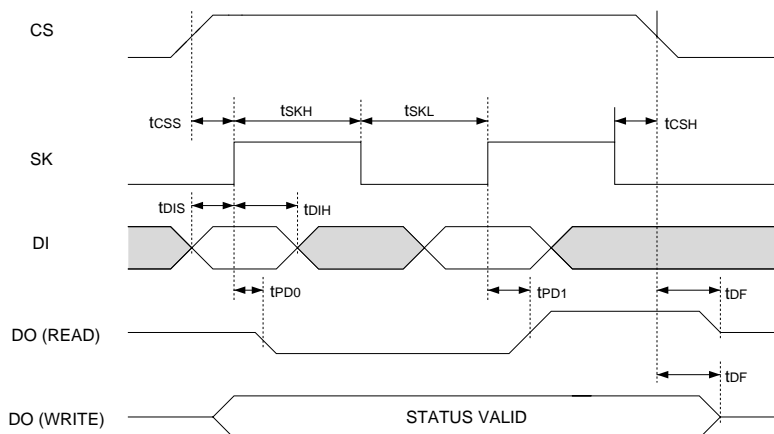 CS
tSKH tSKL
tCSS tCSH
SK
tDIS tDIH
DI
tPD0 tPD1 tDF
DO (READ)
tDF
DO (WRITE) STATUS VALID